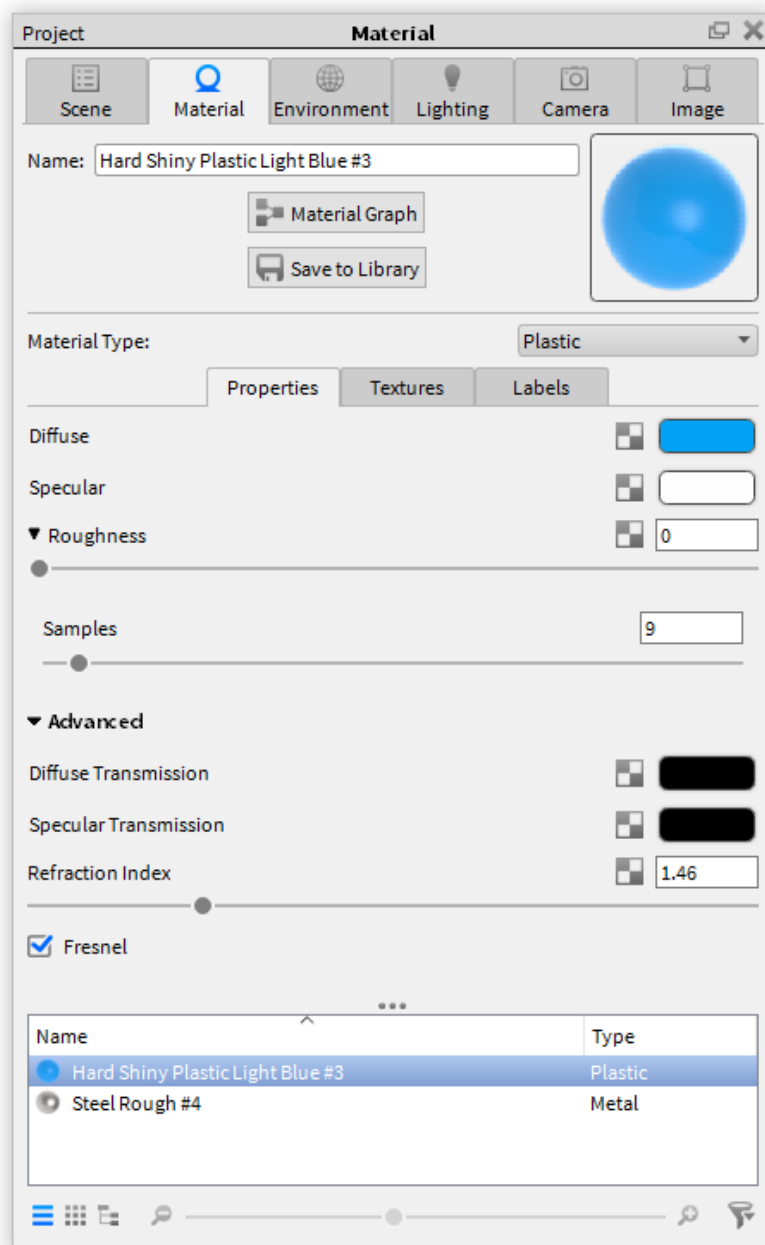 Project Material
Scene Material Environment Lighting Camera Image
Name: Hard Shiny Plastic Light Blue #3
Material Graph
Save to Library
Material Type: Plastic
Properties Textures Labels
Diffuse
Specular
Roughness 0
Samples 9
Advanced
Diffuse Transmission
Specular Transmission
Refraction Index 1.46
Fresnel
Name Type
Hard Shiny Plastic Light Blue #3 Plastic
Steel Rough #4 Metal